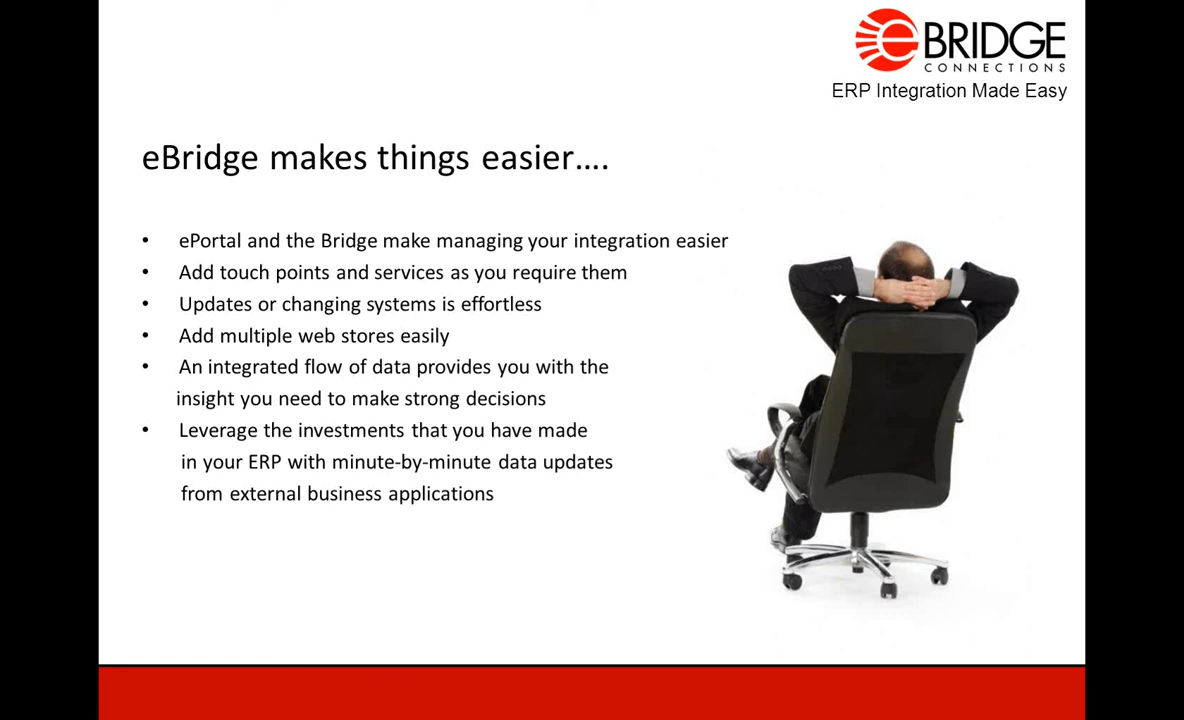 eBRIDGE
CONNECTIONS
ERP Integration Made Easy
eBridge makes things easier....
• ePortal and the Bridge make managing your integration easier
• Add touch points and services as you require them
• Updates or changing systems is effortless
• Add multiple web stores easily
• An integrated flow of data provides you with the
insight you need to make strong decisions
• Leverage the investments that you have made
in your ERP with minute-by-minute data updates
from external business applications